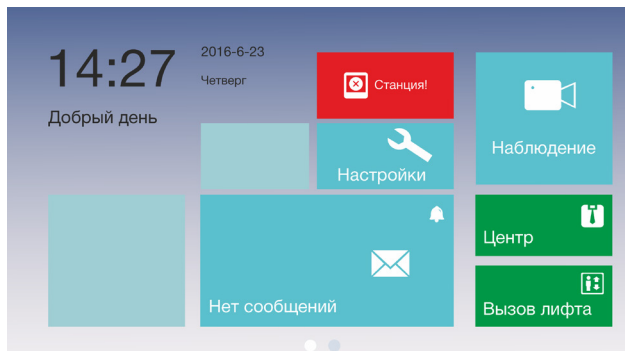 14:27
2016-6-23
Четверг
Добрый день
Станция!
Настройки
Наблюдение
Центр
Нет сообщений
Вызов лифта